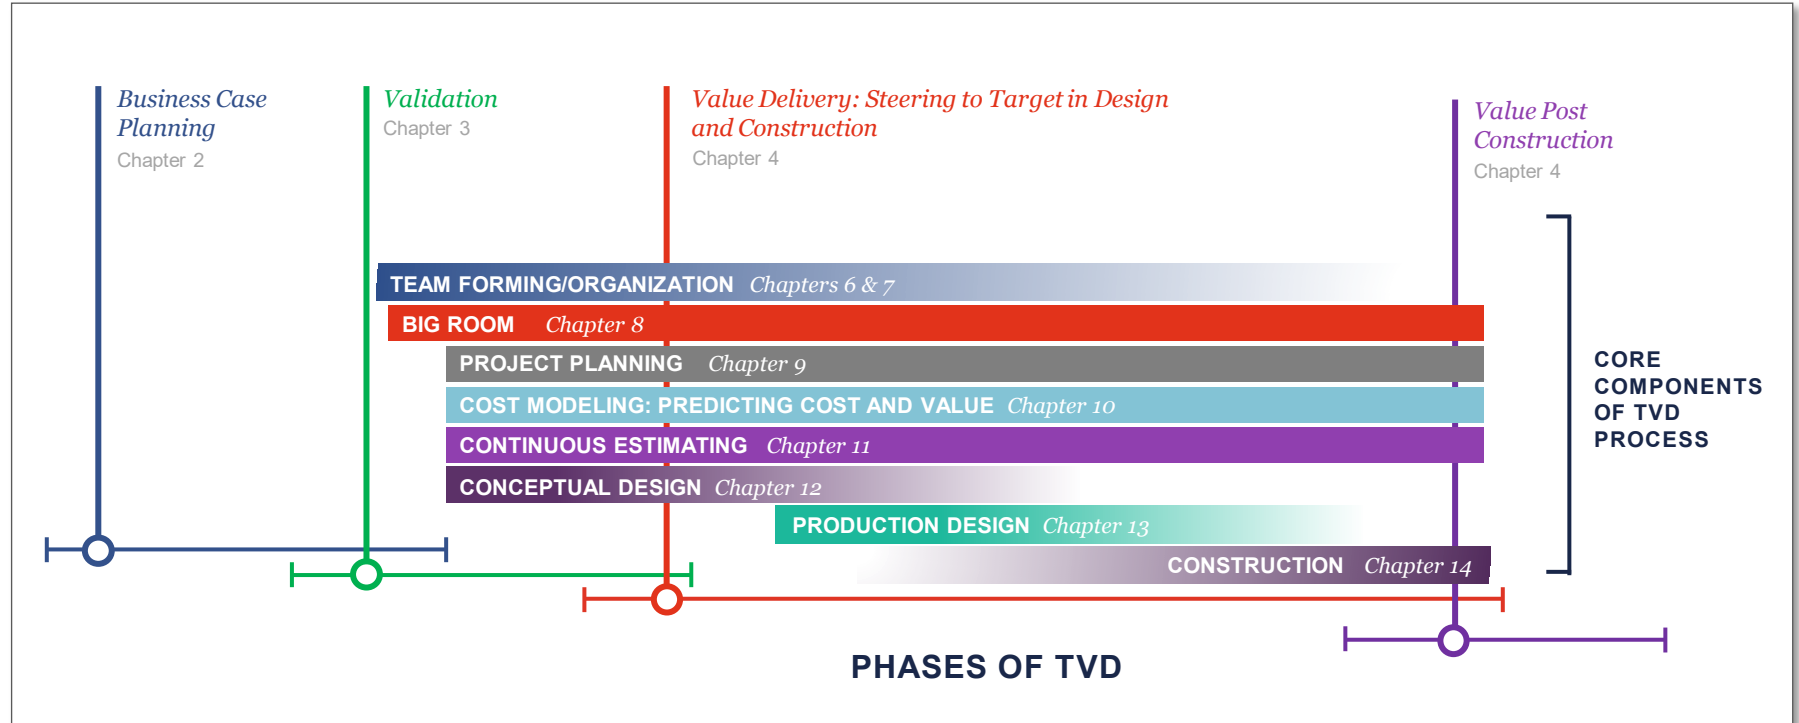 Business Case
Planning
Chapter 2
Validation
Chapter 3
Value Delivery: Steering to Target in Design
and Construction
Chapter 4
Value Post
Construction
Chapter 4
TEAM FORMING/ORGANIZATION Chapters 6 & 7
BIG ROOM Chapter 8
PROJECT PLANNING Chapter 9
COST MODELING: PREDICTING COST AND VALUE Chapter 10
CONTINUOUS ESTIMATING Chapter 11
CONCEPTUAL DESIGN Chapter 12
PRODUCTION DESIGN Chapter 13
CONSTRUCTION Chapter 14
CORE
COMPONENTS
OF TVD
PROCESS
PHASES OF TVD